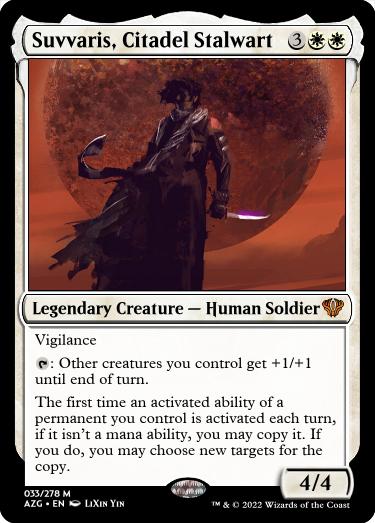 Suvvaris, Citadel Stalwart 3
Legendary Creature — Human Soldier
Vigilance
: Other creatures you control get +1/+1
until end of turn.
The first time an activated ability of a
permanent you control is activated each turn,
if it isn't a mana ability, you may copy it. If
you do, you may choose new targets for the
copy.
4/4
033/278 M
AZG • EN LiXin Yin
™ & © 2022 Wizards of the Coast